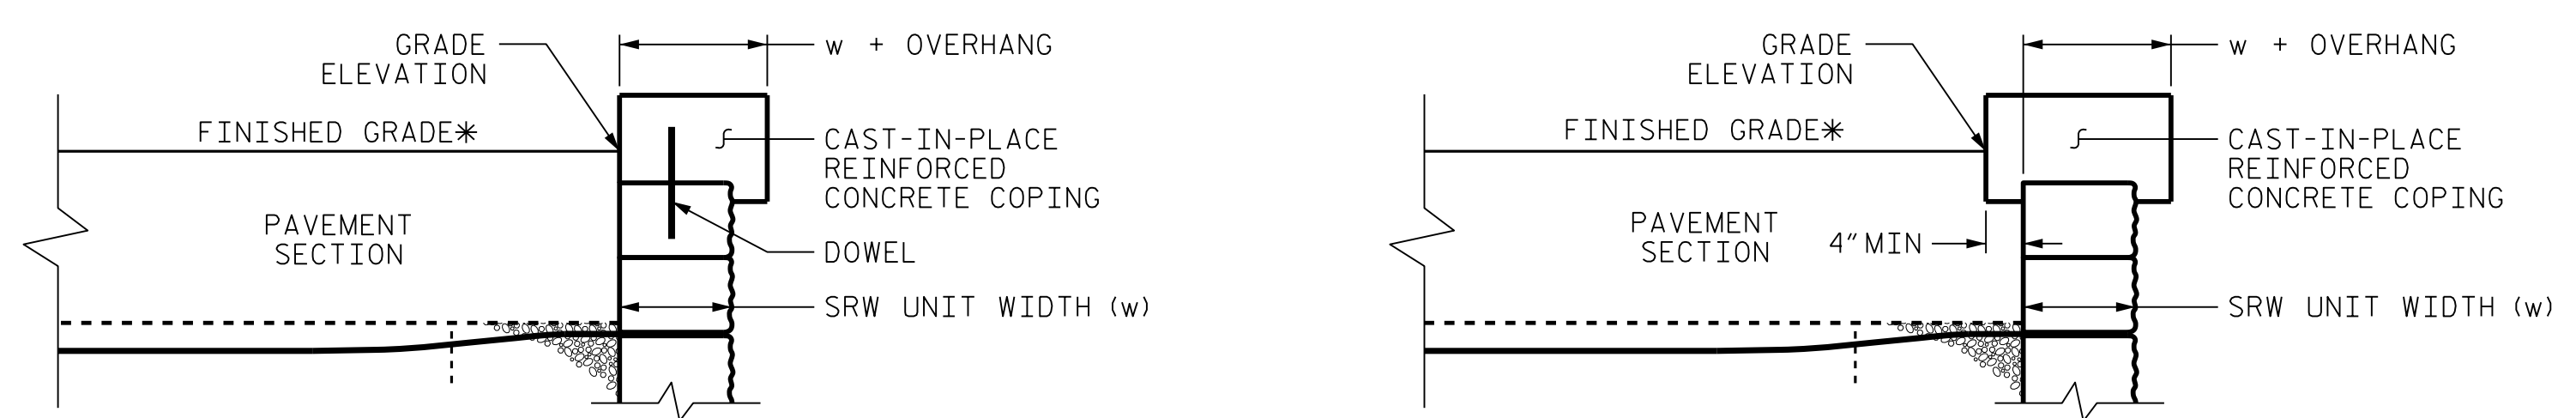 GRADE
ELEVATION
w + OVERHANG
FINISHED GRADE*
CAST-IN-PLACE
REINFORCED
CONCRETE COPING
PAVEMENT
SECTION
DOWEL
SRW UNIT WIDTH (w)
GRADE
ELEVATION
w + OVERHANG
FINISHED GRADE*
CAST-IN-PLACE
REINFORCED
CONCRETE COPING
PAVEMENT
SECTION
4" MIN
SRW UNIT WIDTH (w)